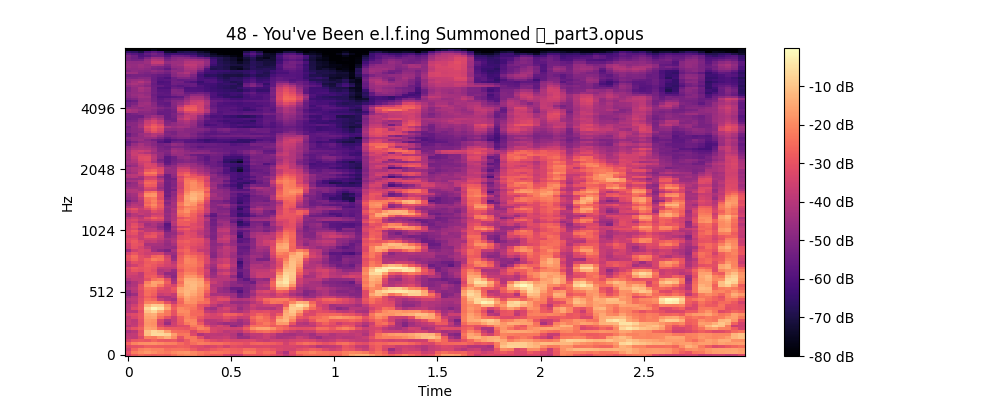 48 - You've Been e.l.f.ing Summoned _part3.opus
Hz
4096
2048
1024
512
0
0
0.5
1
1.5
2
2.5
Time
-10 dB
-20 dB
-30 dB
-40 dB
-50 dB
-60 dB
-70 dB
-80 dB